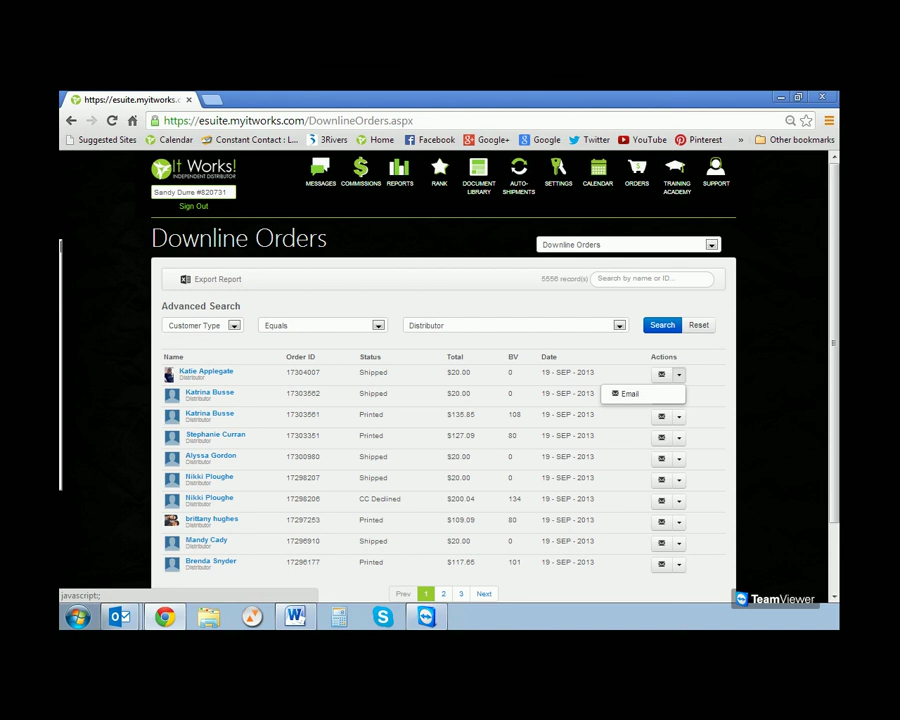 https://esuite.myitworks.c
https://esuite.myitworks.com/DownlineOrders.aspx
Suggested Sites Calendar Constant Contact : L... 3Rivers Home Facebook Google+ Google Twitter YouTube Pinterest » Other bookmarks
It Works!
INDEPENDENT DISTRIBUTOR
MESSAGES COMMISSIONS REPORTS RANK DOCUMENT LIBRARY AUTO-SHIPMENTS SETTINGS CALENDAR ORDERS TRAINING ACADEMY SUPPORT
Sandy Durre #820731
Sign Out
Downline Orders
Downline Orders
Export Report 5556 record(s) Search by name or ID...
Advanced Search
Customer Type Equals Distributor Search Reset
Name Order ID Status Total BV Date Actions
Katie Applegate 17304007 Shipped $20.00 0 19 - SEP - 2013
Distributor
Katrina Busse 17303562 Shipped $20.00 0 19 - SEP - 2013 Email
Distributor
Katrina Busse 17303561 Printed $135.85 108 19 - SEP - 2013
Distributor
Stephanie Curran 17303351 Printed $127.09 80 19 - SEP - 2013
Distributor
Alyssa Gordon 17300980 Shipped $20.00 0 19 - SEP - 2013
Distributor
Nikki Ploughe 17298207 Shipped $20.00 0 19 - SEP - 2013
Distributor
Nikki Ploughe 17298206 CC Declined $200.04 134 19 - SEP - 2013
Distributor
brittany hughes 17297253 Printed $109.09 80 19 - SEP - 2013
Distributor
Mandy Cady 17296910 Shipped $20.00 0 19 - SEP - 2013
Distributor
Brenda Snyder 17296177 Printed $117.65 101 19 - SEP - 2013
Distributor
Prev 1 2 3 Next
javascript:;
TeamViewer